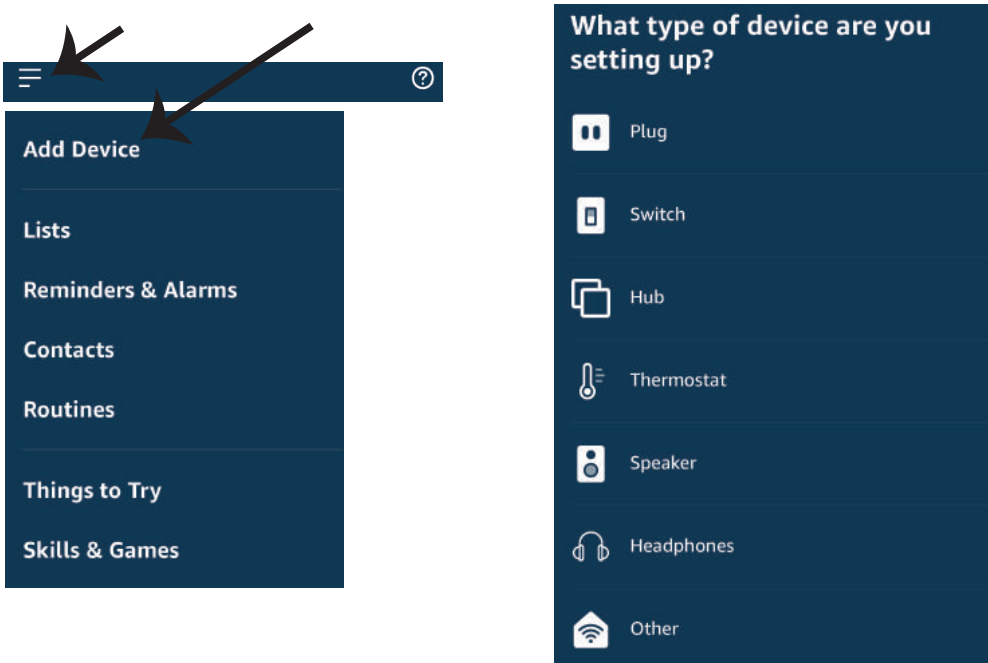 Add Device
Lists
Reminders & Alarms
Contacts
Routines
Things to Try
Skills & Games
What type of device are you
setting up?
Plug
Switch
Hub
Thermostat
Speaker
Headphones
Other